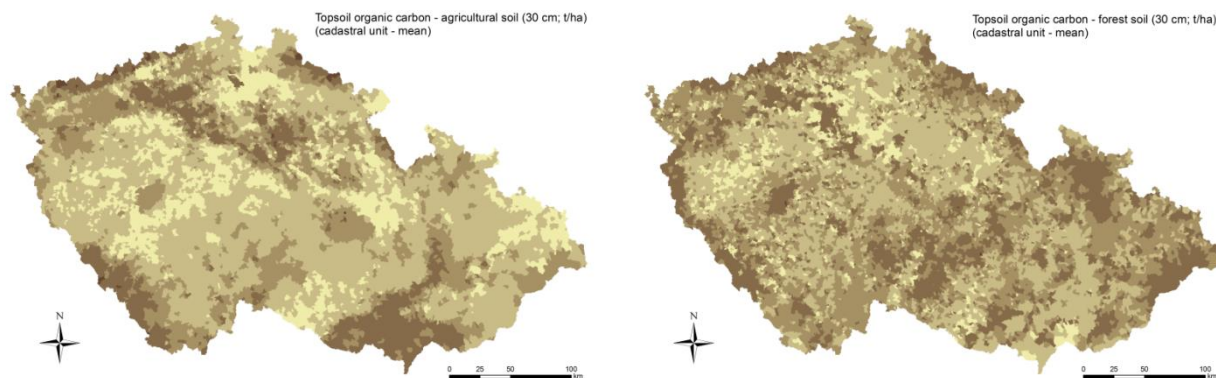 Topsoil organic carbon - agricultural soil (30 cm; t/ha)
(cadastral unit - mean)
N
0 25 50 100
km
Topsoil organic carbon - forest soil (30 cm; t/ha)
(cadastral unit - mean)
N
0 25 50 100
km